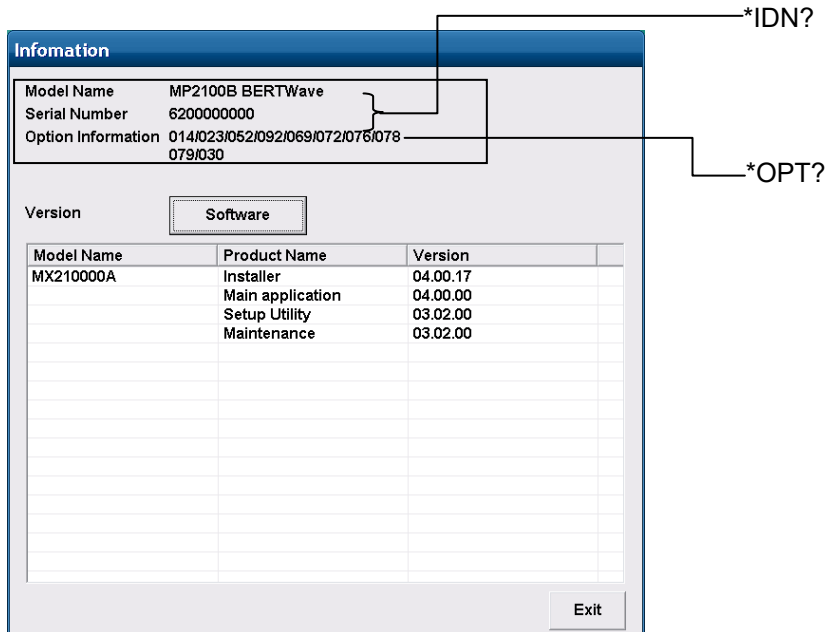 *IDN?
Infomation
Model Name MP2100B BERTWave
Serial Number 6200000000
Option Information 014/023/052/092/069/072/076/078
079/030
*OPT?
Version Software
Model Name Product Name Version
MX210000A Installer 04.00.17
Main application 04.00.00
Setup Utility 03.02.00
Maintenance 03.02.00
Exit